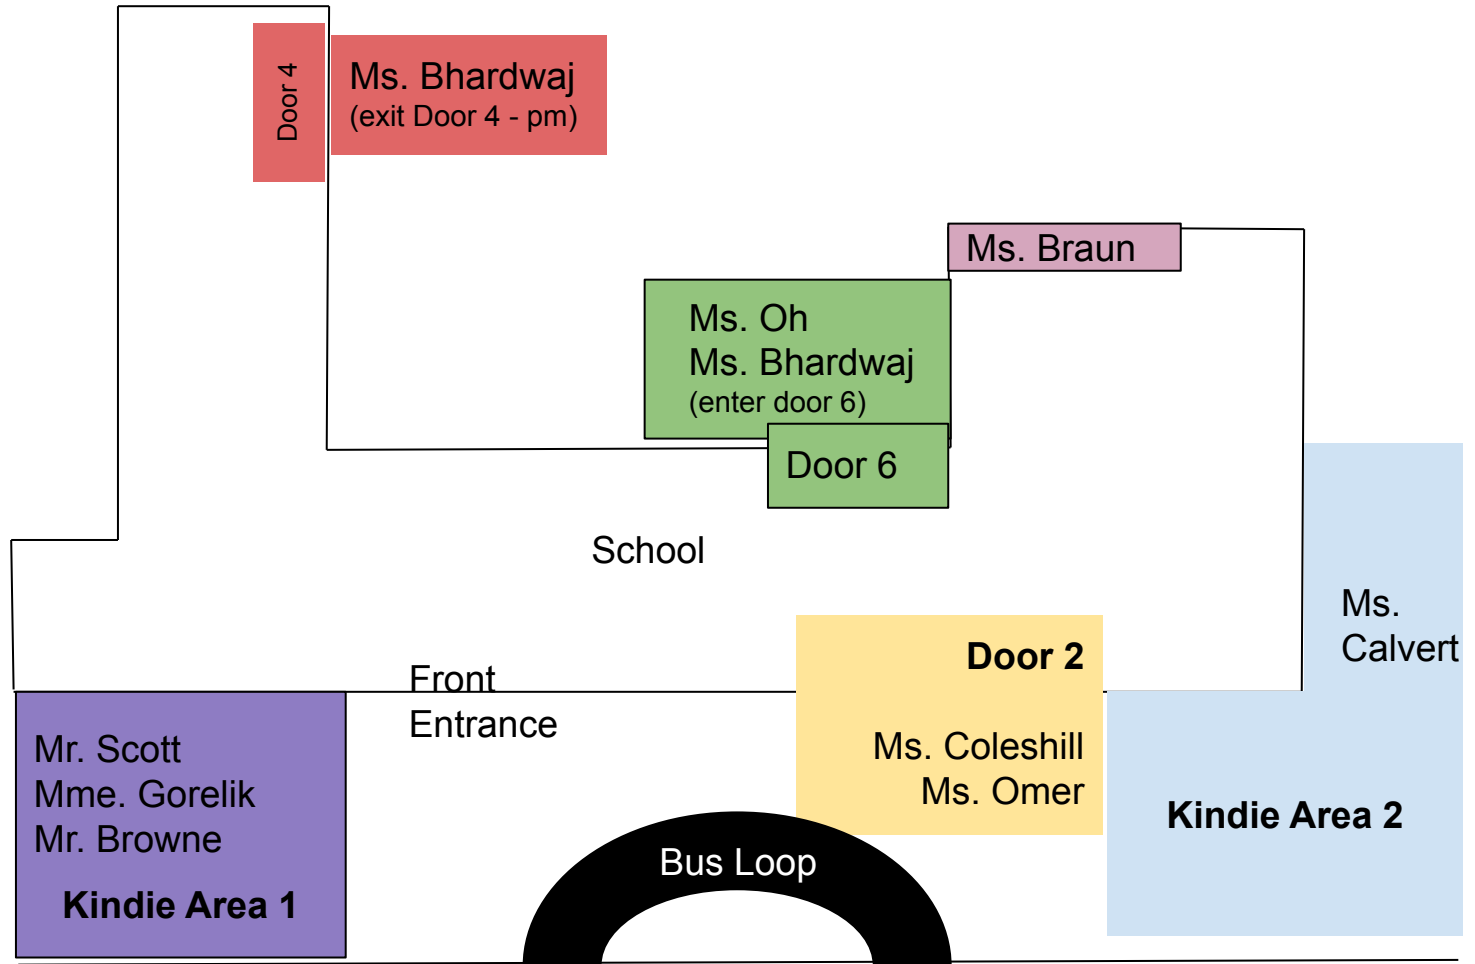 Door 4
Ms. Bhardwaj
(exit Door 4 - pm)
Ms. Braun
Ms. Oh
Ms. Bhardwaj
(enter door 6)
Door 6
School
Ms.
Calvert
Front
Entrance
Door 2
Ms. Coleshill
Ms. Omer
Mr. Scott
Mme. Gorelik
Mr. Browne
Kindie Area 1
Bus Loop
Kindie Area 2